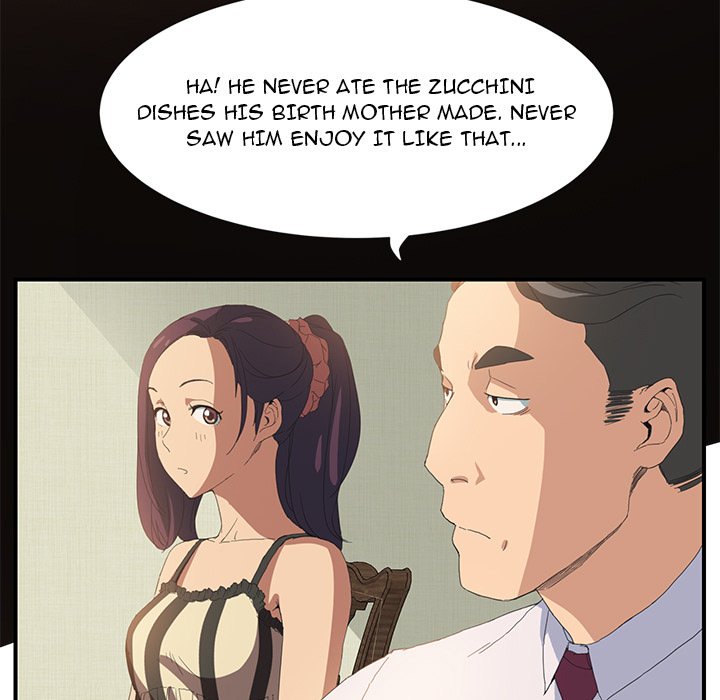 HA! HE NEVER ATE THE ZUCCHINI
DISHES HIS BIRTH MOTHER MADE. NEVER
SAW HIM ENJOY IT LIKE THAT...